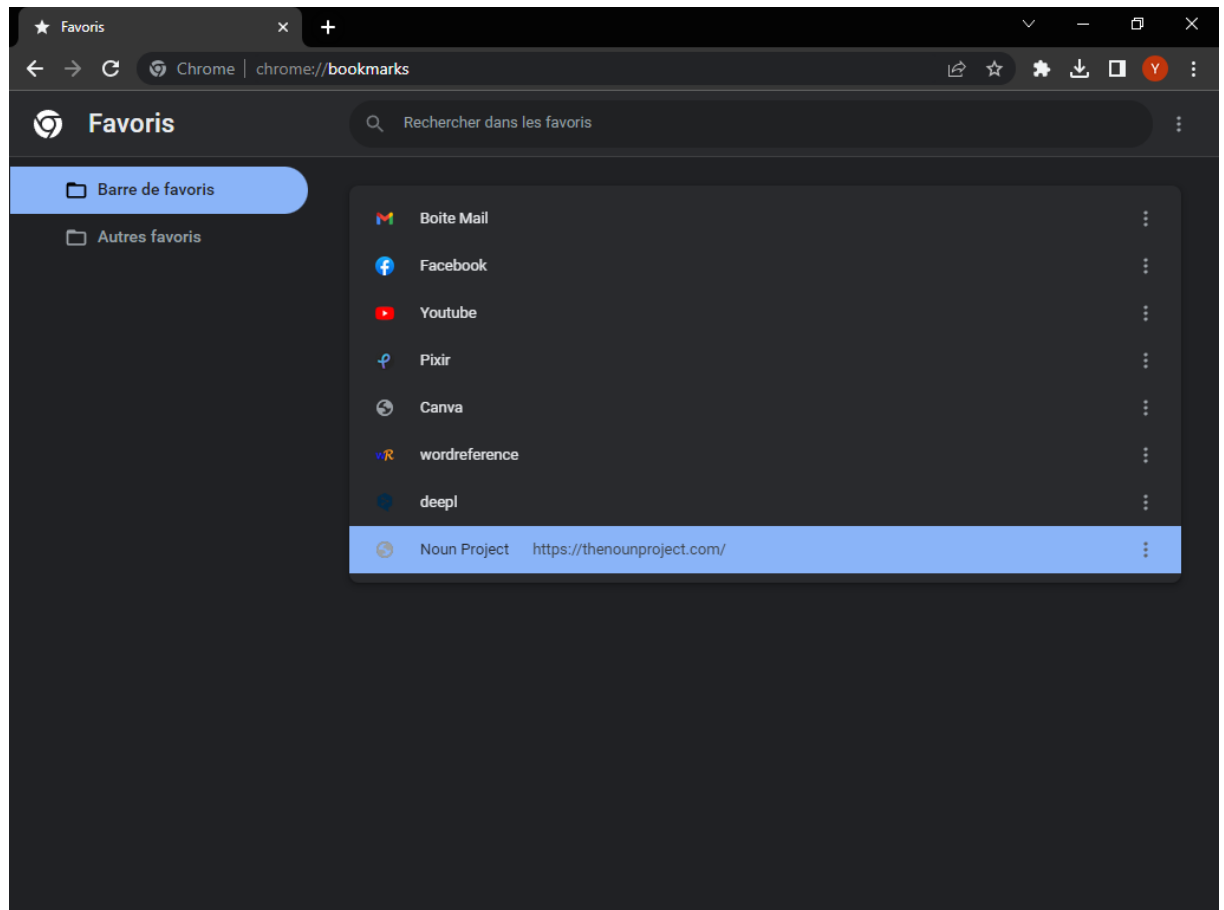 Favoris
Chrome | chrome://bookmarks
Y
Favoris
Rechercher dans les favoris
Barre de favoris
Autres favoris
Boite Mail
Facebook
Youtube
Pixir
Canva
wordreference
deepl
Noun Project https://thenounproject.com/